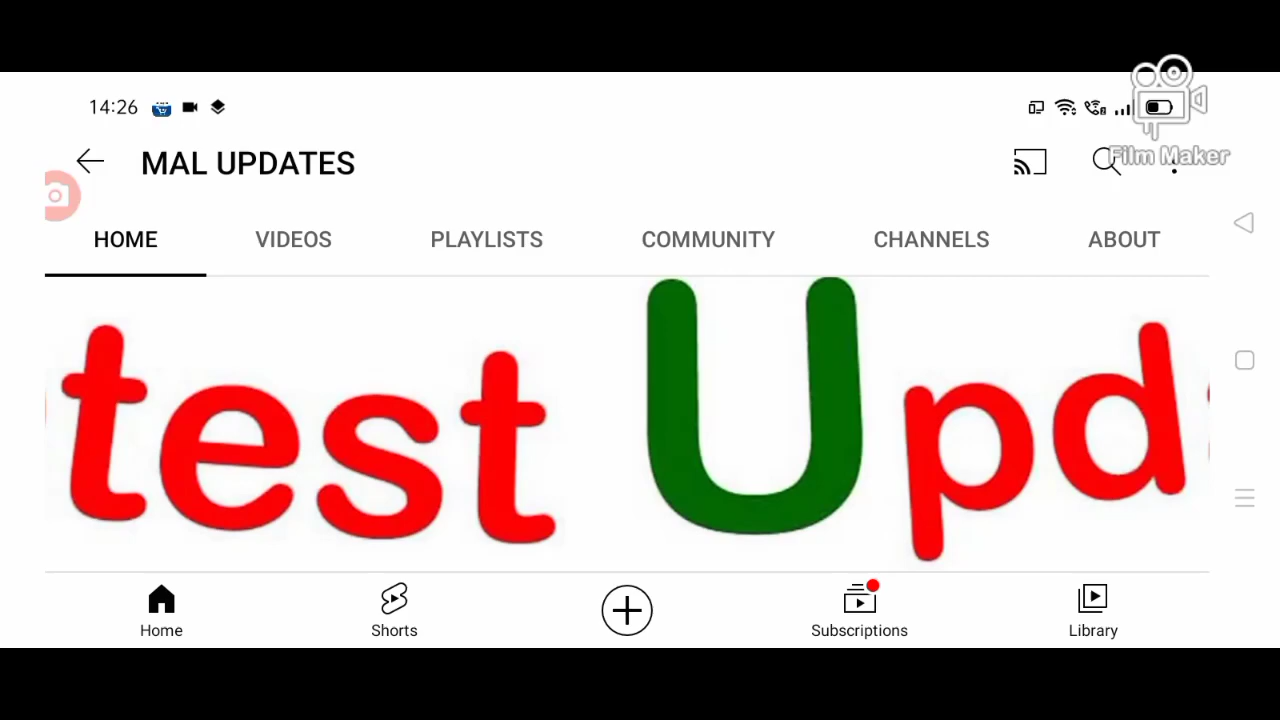 14:26
Film Maker
MAL UPDATES
HOME VIDEOS PLAYLISTS COMMUNITY CHANNELS ABOUT
test Upd
Home Shorts Subscriptions Library